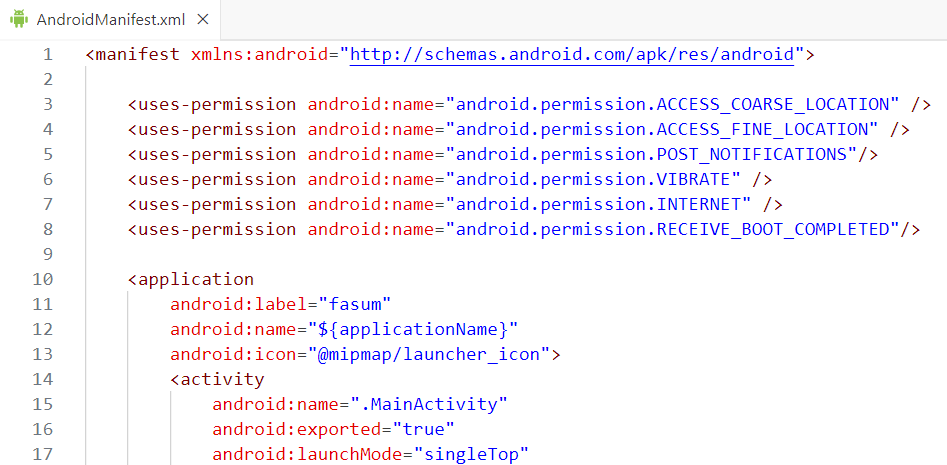 AndroidManifest.xml ×
1 <manifest xmlns:android="http://schemas.android.com/apk/res/android">
2
3 <uses-permission android:name="android.permission.ACCESS_COARSE_LOCATION" />
4 <uses-permission android:name="android.permission.ACCESS_FINE_LOCATION" />
5 <uses-permission android:name="android.permission.POST_NOTIFICATIONS"/>
6 <uses-permission android:name="android.permission.VIBRATE" />
7 <uses-permission android:name="android.permission.INTERNET" />
8 <uses-permission android:name="android.permission.RECEIVE_BOOT_COMPLETED"/>
9
10 <application
11 android:label="fasum"
12 android:name="${applicationName}"
13 android:icon="@mipmap/launcher_icon">
14 <activity
15 android:name=".MainActivity"
16 android:exported="true"
17 android:launchMode="singleTop"